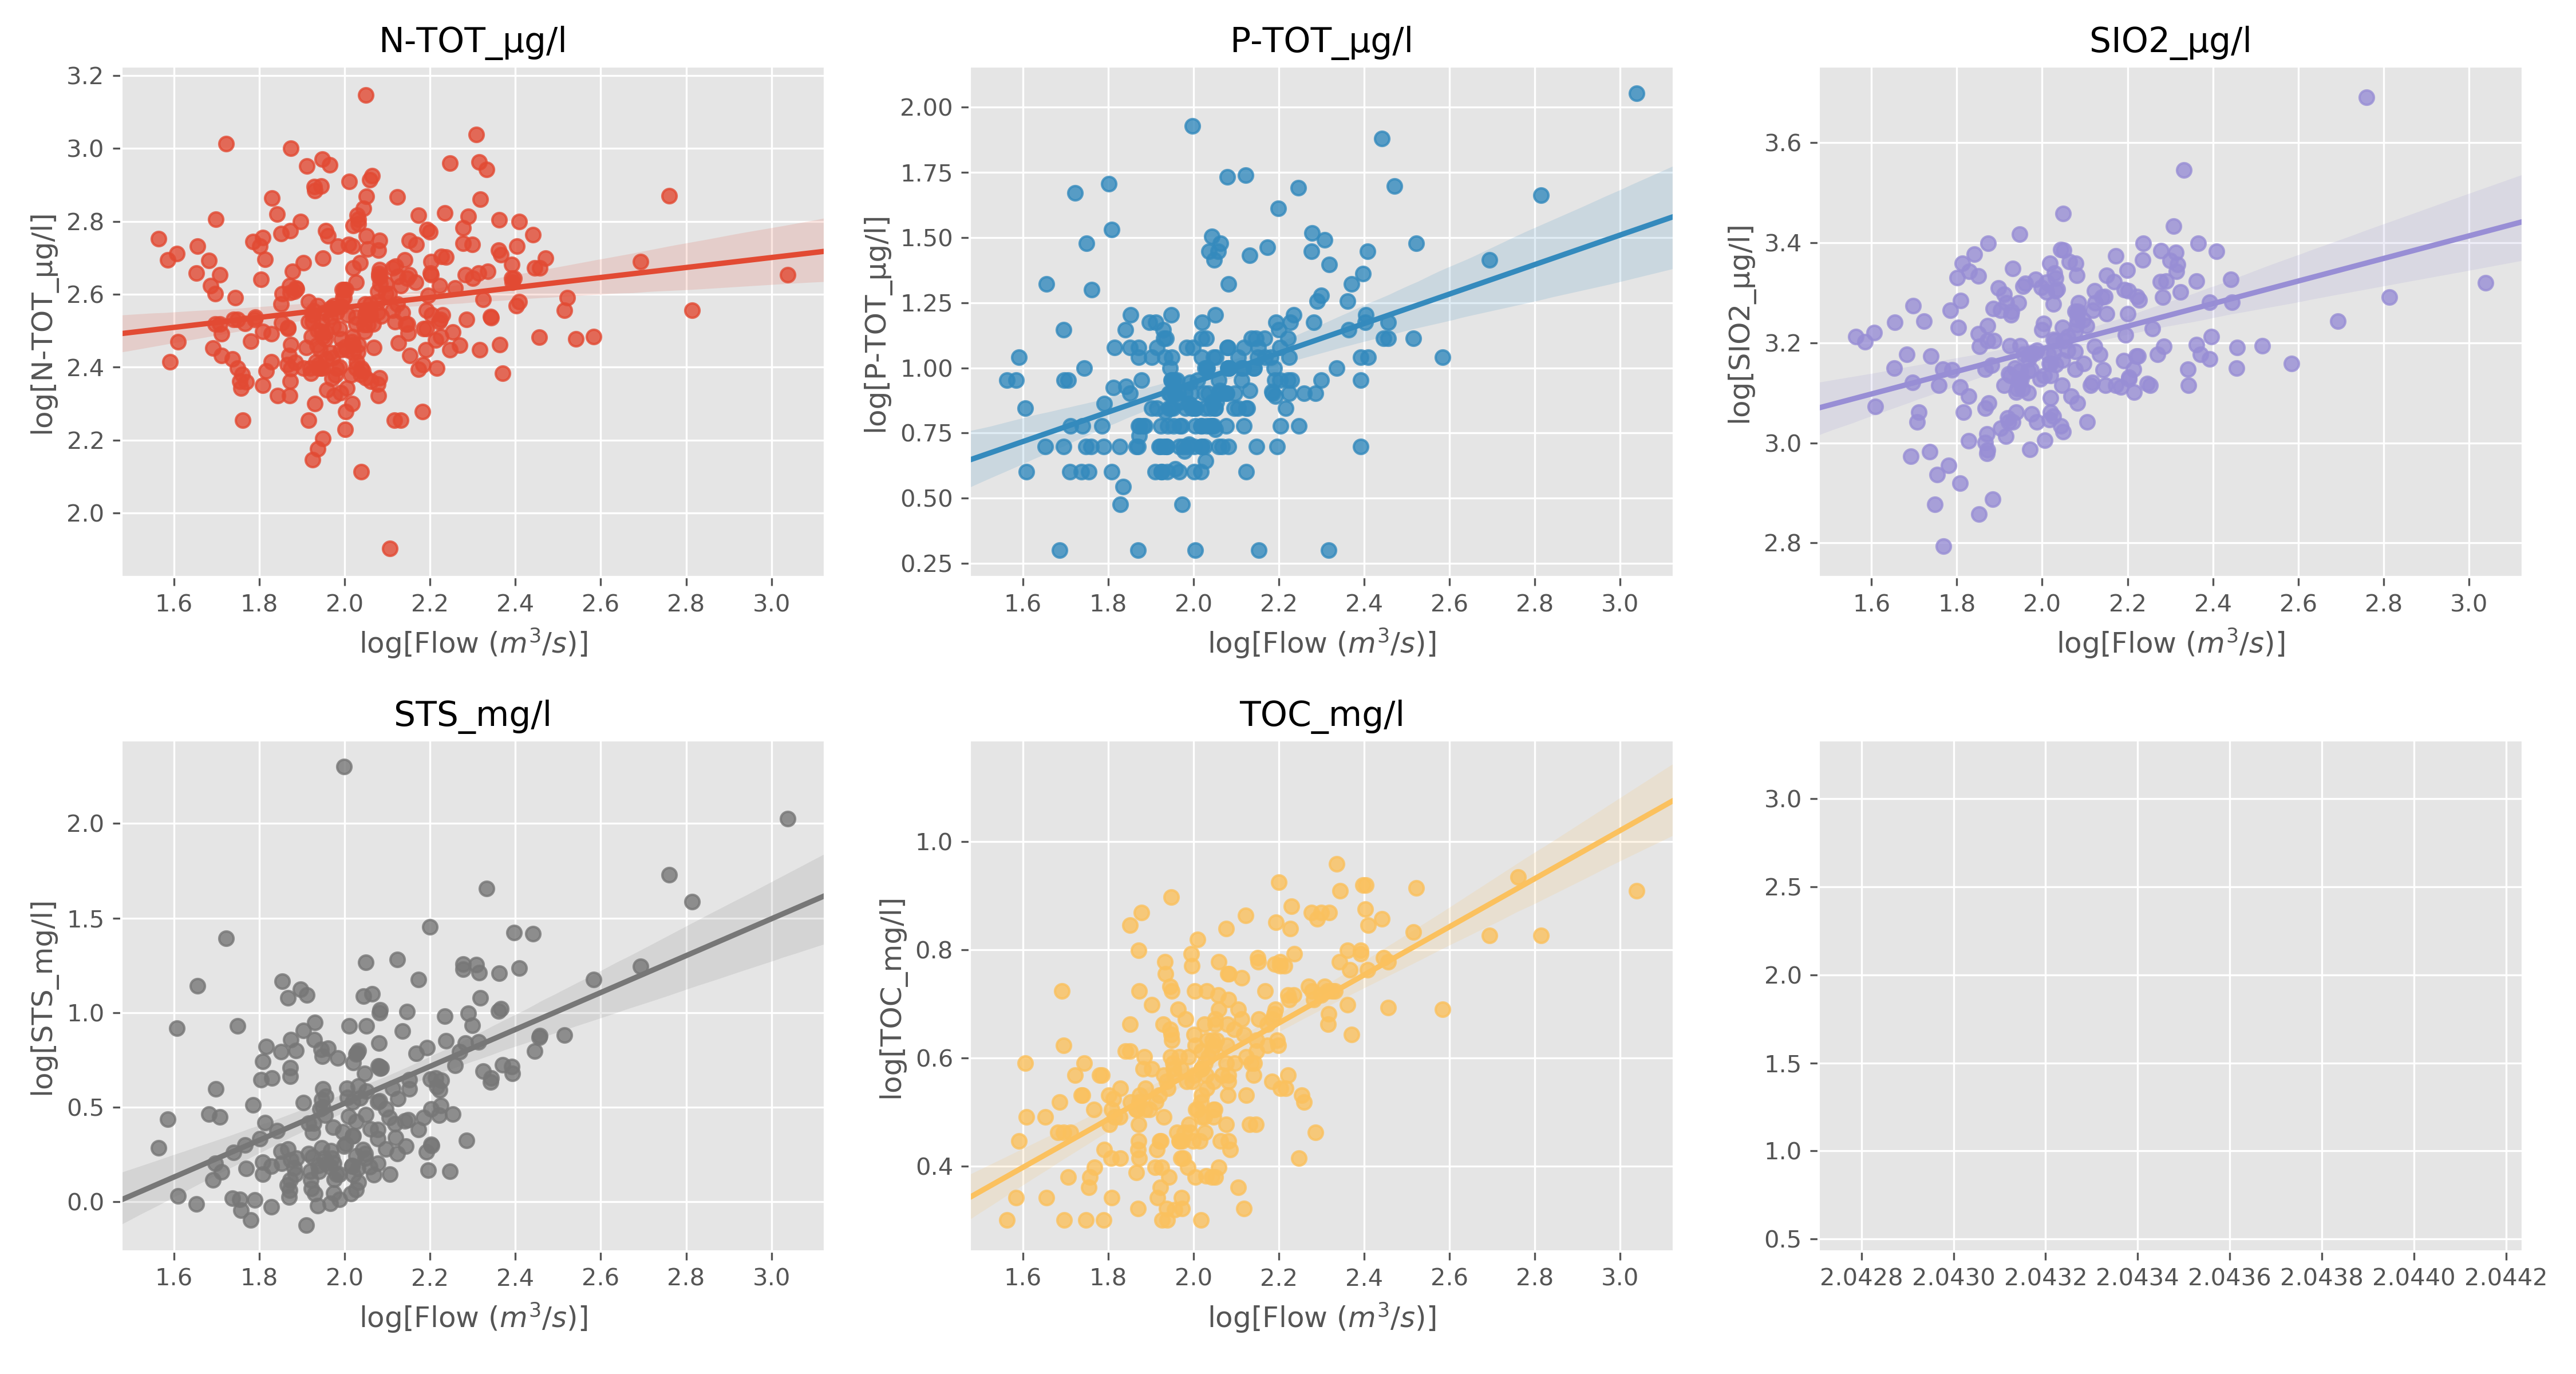 N-TOT_µg/l
P-TOT_µg/l
SIO2_µg/l
log[N-TOT_µg/l]
3.2
3.0
2.8
2.6
2.4
2.2
2.0
1.6 1.8 2.0 2.2 2.4 2.6 2.8 3.0
log[Flow (m³/s)]
log[P-TOT_µg/l]
2.00
1.75
1.50
1.25
1.00
0.75
0.50
0.25
1.6 1.8 2.0 2.2 2.4 2.6 2.8 3.0
log[Flow (m³/s)]
log[SIO2_µg/l]
3.6
3.4
3.2
3.0
2.8
1.6 1.8 2.0 2.2 2.4 2.6 2.8 3.0
log[Flow (m³/s)]
STS_mg/l
TOC_mg/l
log[STS_mg/l]
2.0
1.5
1.0
0.5
0.0
1.6 1.8 2.0 2.2 2.4 2.6 2.8 3.0
log[Flow (m³/s)]
log[TOC_mg/l]
1.0
0.8
0.6
0.4
1.6 1.8 2.0 2.2 2.4 2.6 2.8 3.0
log[Flow (m³/s)]
3.0
2.5
2.0
1.5
1.0
0.5
2.0428 2.0430 2.0432 2.0434 2.0436 2.0438 2.0440 2.0442